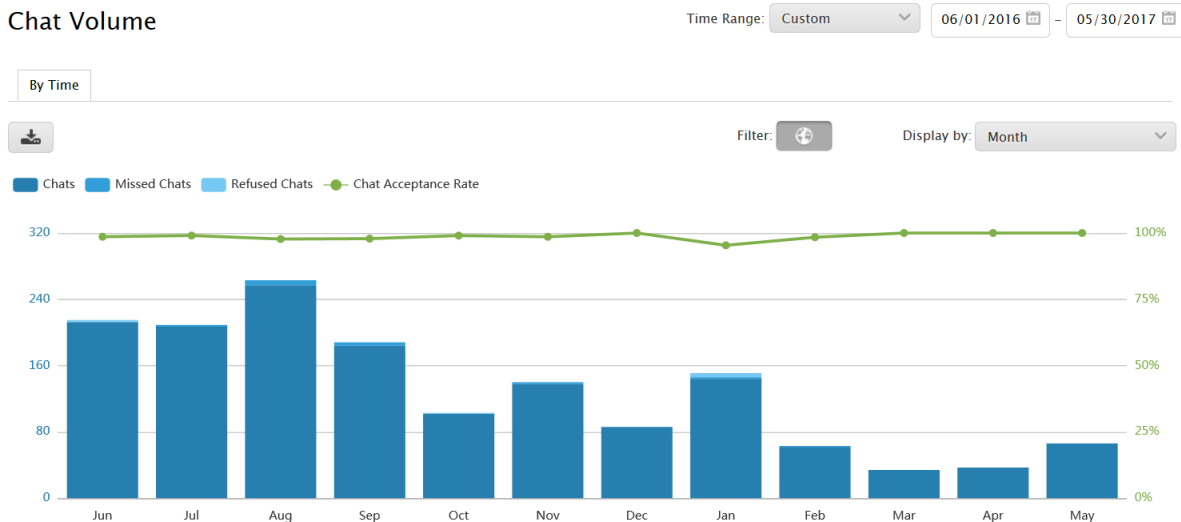 Chat Volume
Time Range: Custom 06/01/2016 – 05/30/2017
By Time
Filter: Display by: Month
Chats Missed Chats Refused Chats Chat Acceptance Rate
320 100%
240 75%
160 50%
80 25%
0 0%
Jun Jul Aug Sep Oct Nov Dec Jan Feb Mar Apr May